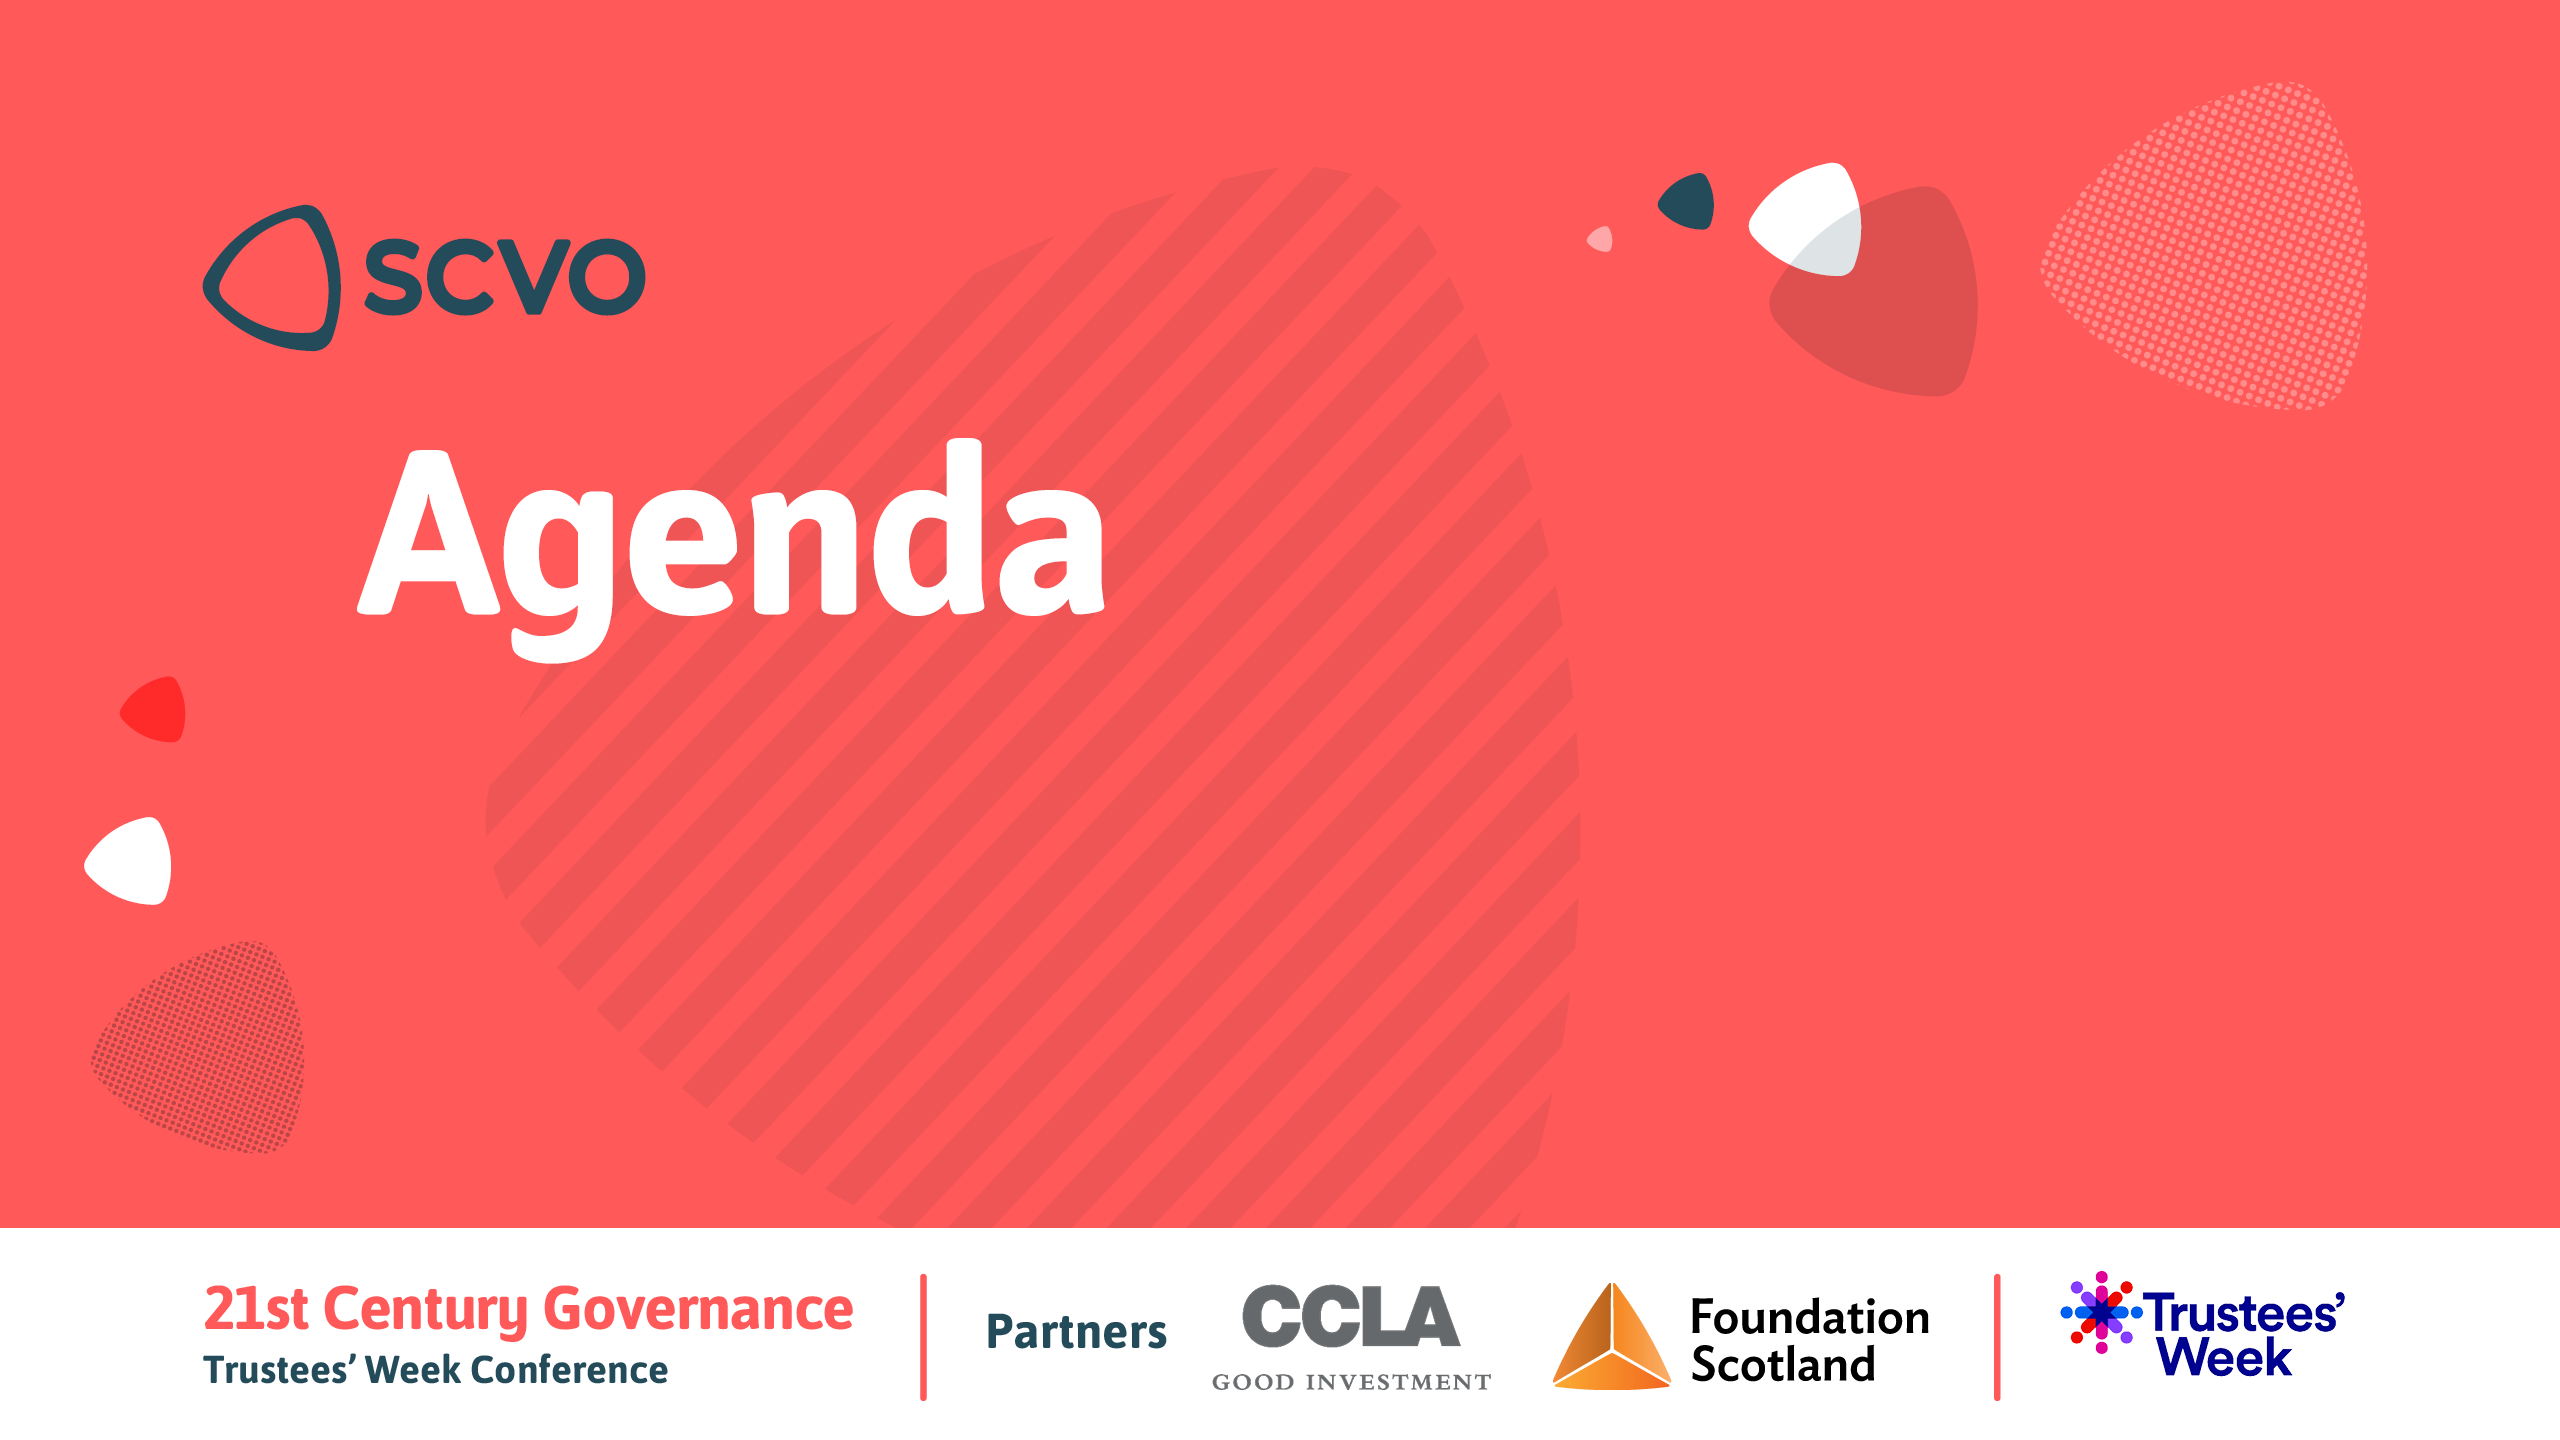 SCVO
Agenda
21st Century Governance
Trustees’ Week Conference
Partners
CCLA
GOOD INVESTMENT
Foundation
Scotland
Trustees’
Week